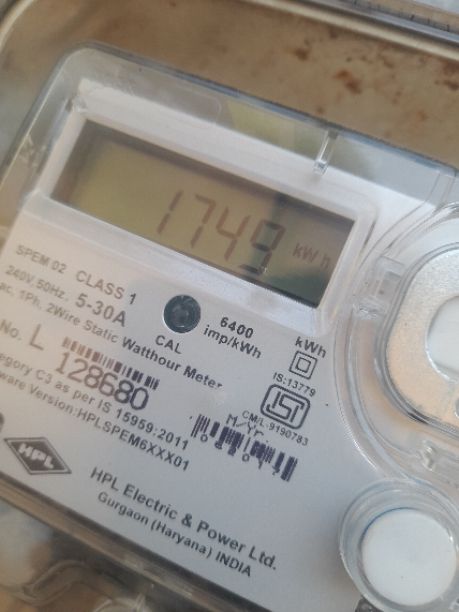 1749 kWh
SPEM 02 CLASS 1
240V, 50Hz, 5-30A
6400 imp/kWh
kWh
CAL
ac, 1Ph, 2Wire Static Watthour Meter
IS:13779
No. L 128680
CM/L-9190783
egory C3 as per IS 15959:2011
M/Yr.
ware Version:HPLSPEM6XXX01
HPL
HPL Electric & Power Ltd.
Gurgaon (Haryana) INDIA